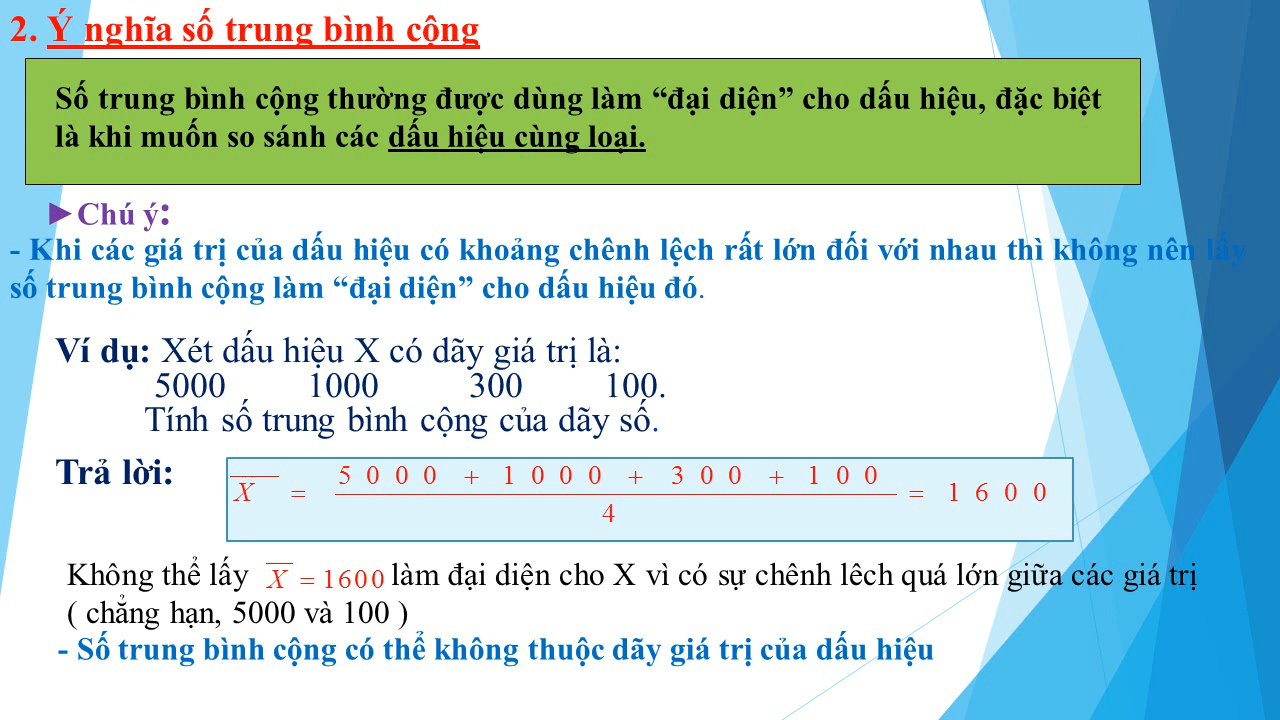 2. Ý nghĩa số trung bình cộng
Số trung bình cộng thường được dùng làm “đại diện” cho dấu hiệu, đặc biệt
là khi muốn so sánh các dấu hiệu cùng loại.
►Chú ý:
- Khi các giá trị của dấu hiệu có khoảng chênh lệch rất lớn đối với nhau thì không nên lấy
số trung bình cộng làm “đại diện” cho dấu hiệu đó.
Ví dụ: Xét dấu hiệu X có dãy giá trị là:
5000 1000 300 100.
Tính số trung bình cộng của dãy số.
Trả lời:
5000 + 1000 + 300 + 100
X̅ = = 1600
4
Không thể lấy X̅ = 1600 làm đại diện cho X vì có sự chênh lêch quá lớn giữa các giá trị
( chẳng hạn, 5000 và 100 )
- Số trung bình cộng có thể không thuộc dãy giá trị của dấu hiệu